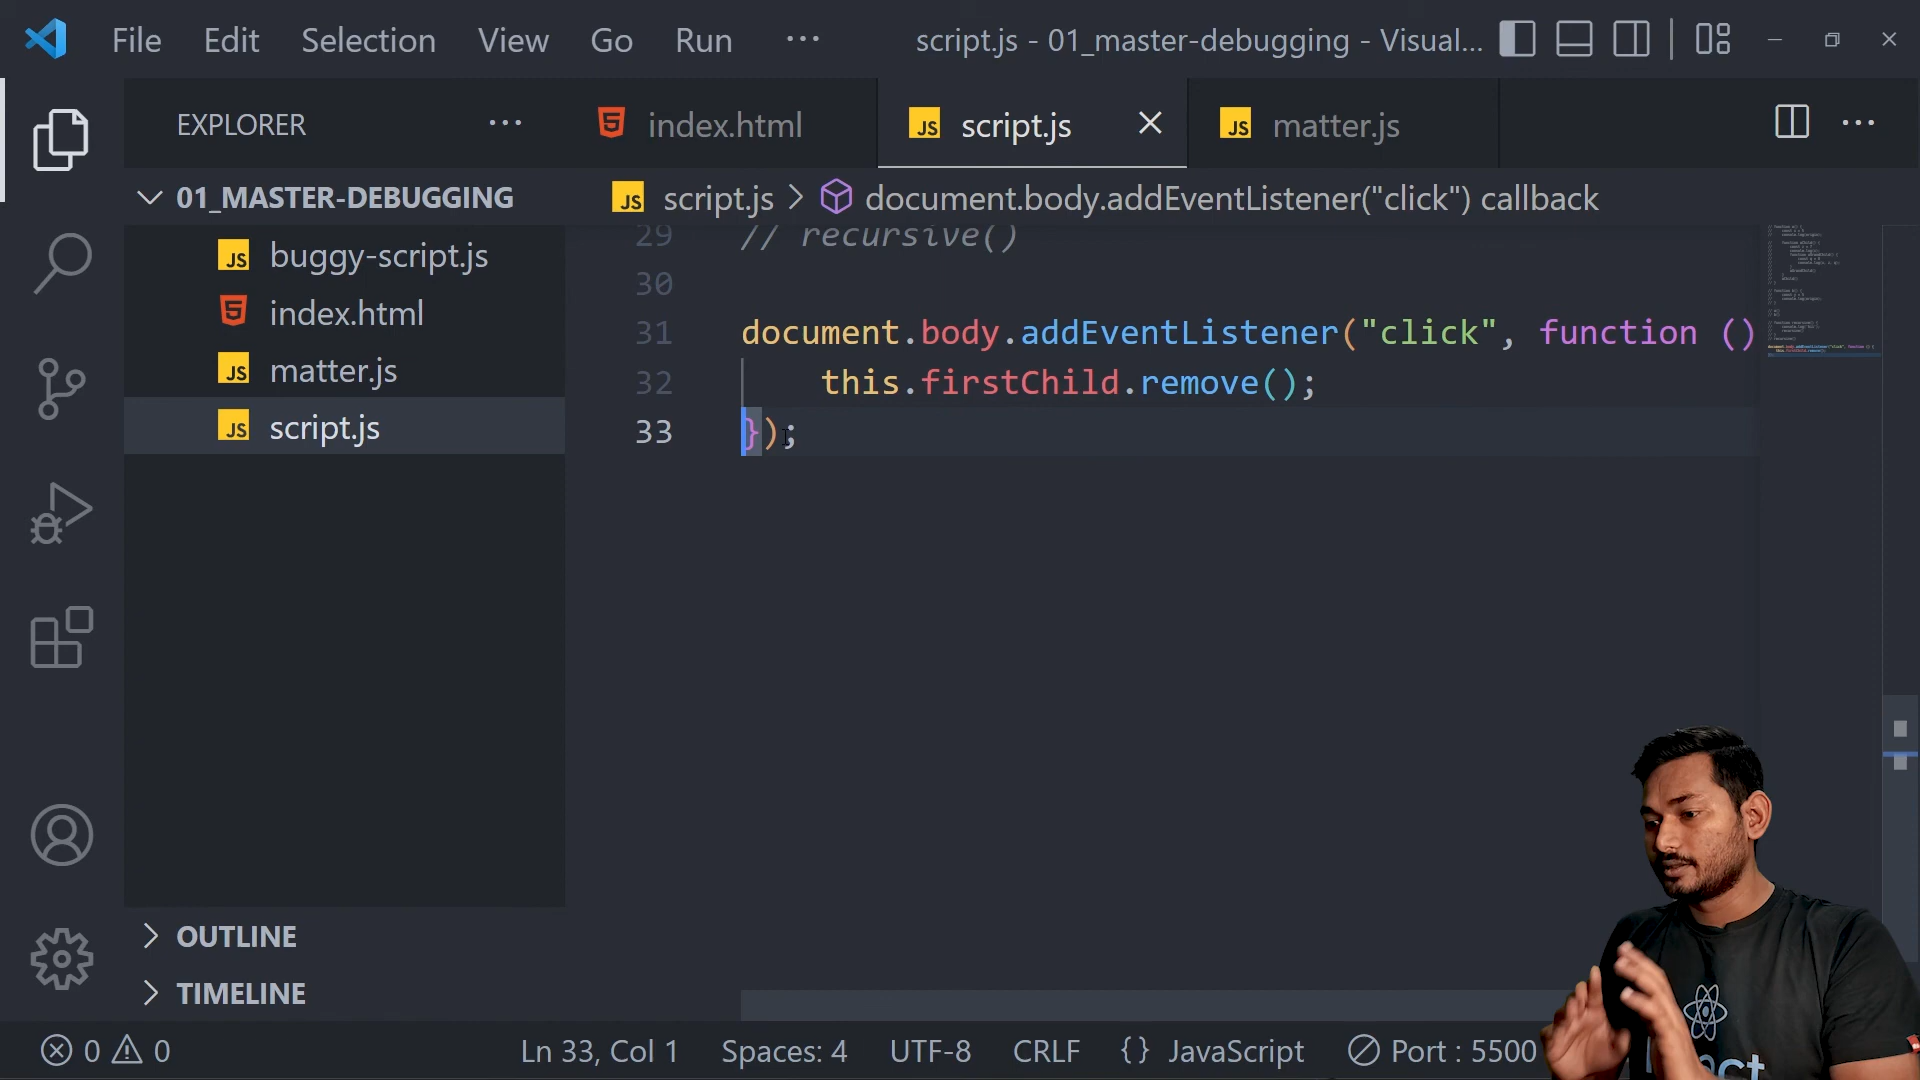 File Edit Selection View Go Run ··· script.js - 01_master-debugging - Visual...
EXPLORER ···
index.html script.js matter.js ···
01_MASTER-DEBUGGING
script.js > document.body.addEventListener("click") callback
buggy-script.js
index.html
matter.js
script.js
29 // recursive()
30
31 document.body.addEventListener("click", function ()
32 this.firstChild.remove();
33 });
OUTLINE
TIMELINE
0 0 Ln 33, Col 1 Spaces: 4 UTF-8 CRLF {} JavaScript Port : 5500